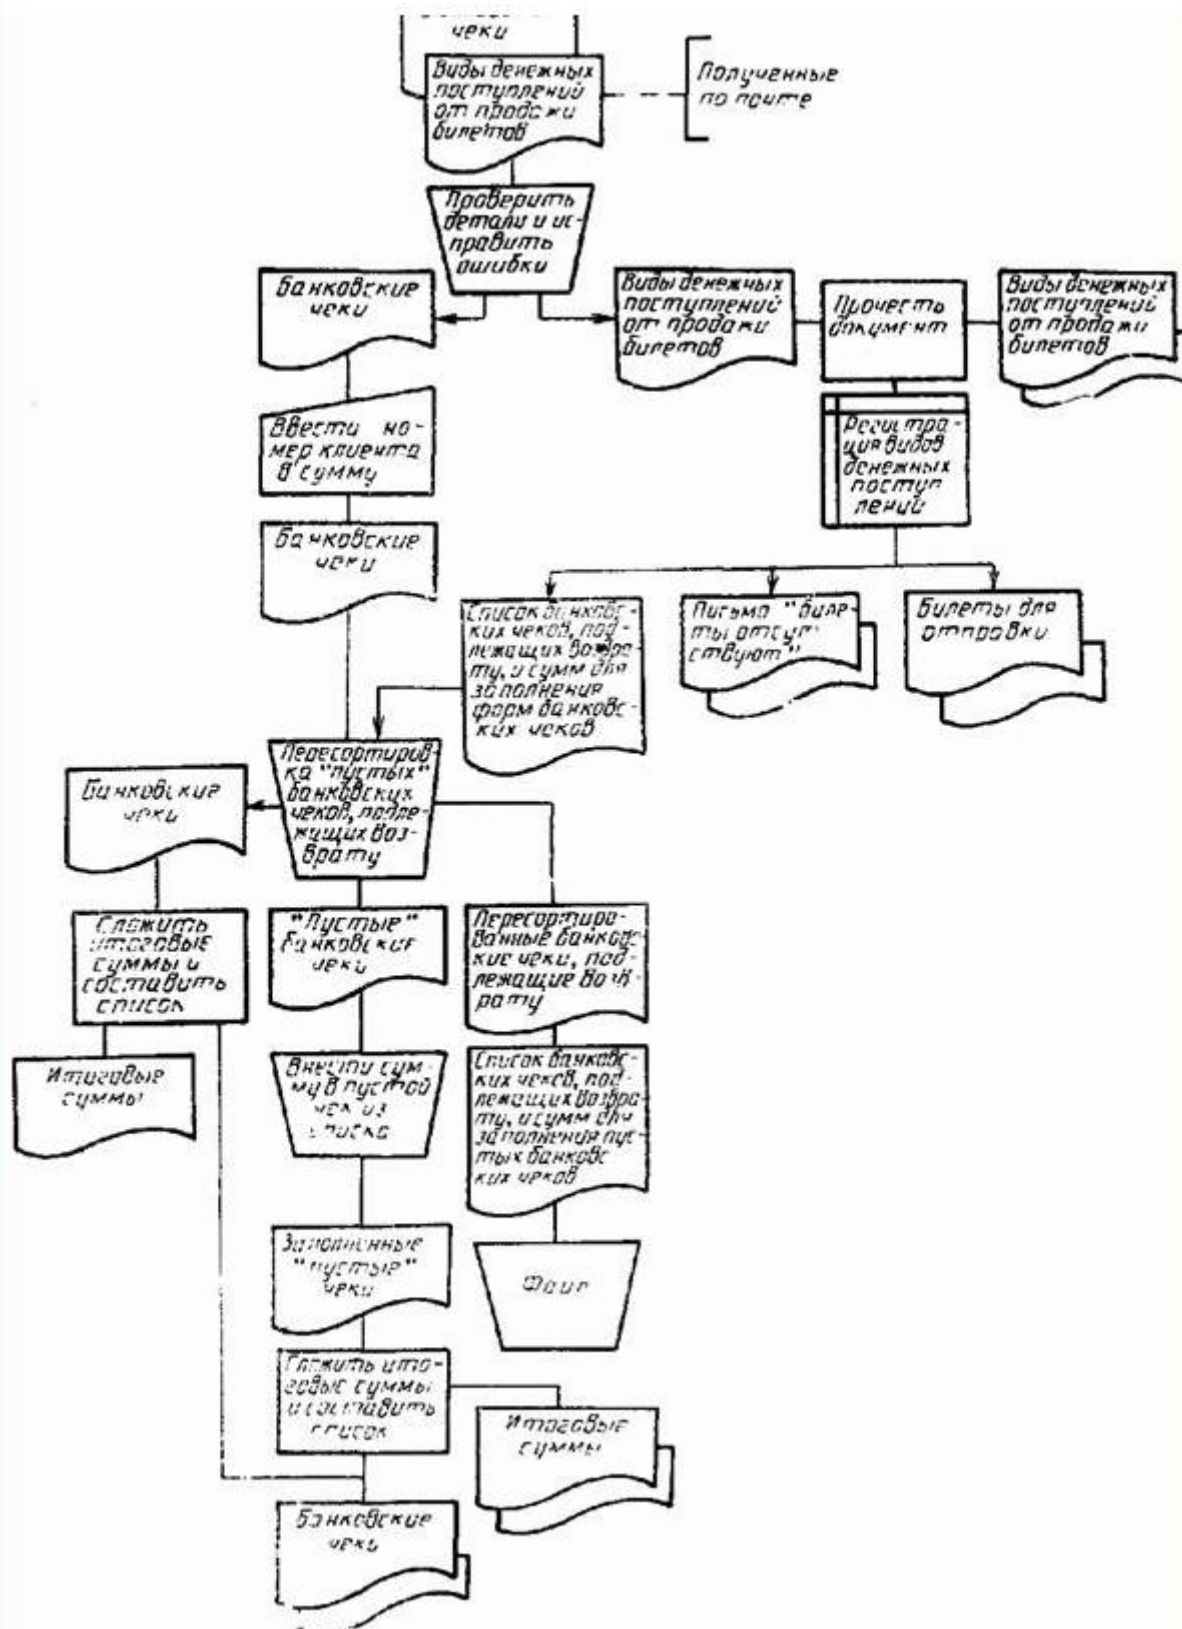 чеки
Виды денежных
поступлений
от продажи
билетов
Полученные
по почте
Проверить
детали и ис-
править
ошибки
Банковские
чеки
Виды денежных
поступлений
от продажи
билетов
Прочесть
документ
Виды денежных
поступлений
от продажи
билетов
Ввести но-
мер клиента
в сумму
Регистра-
ция видов
денежных
поступ
лений
Банковские
чеки
Список банков-
ских чеков, под-
лежащих возвра-
ту, и сумм для
заполнения
форм банковс-
ких чеков
Письмо "биле-
ты отсут
ствуют"
Билеты для
отправки
Пересортиров-
ка "пустых"
банковских
чеков, подле-
жащих воз-
врату
Банковские
чеки
Сложить
итоговые
суммы и
составить
список
"Пустые"
банковские
чеки
Пересортиро-
ванные банковс-
кие чеки, под-
лежащие возв-
рату
Итоговые
суммы
Внести сум-
му в пустой
чек из
списка
Список банковс-
ких чеков, под-
лежащих возвра-
ту, и сумм для
заполнения пус-
тых банковс
ких чеков
Заполненные
"пустые"
чеки
Файл
Сложить ито-
говые суммы
и составить
список
Итоговые
суммы
Банковские
чеки